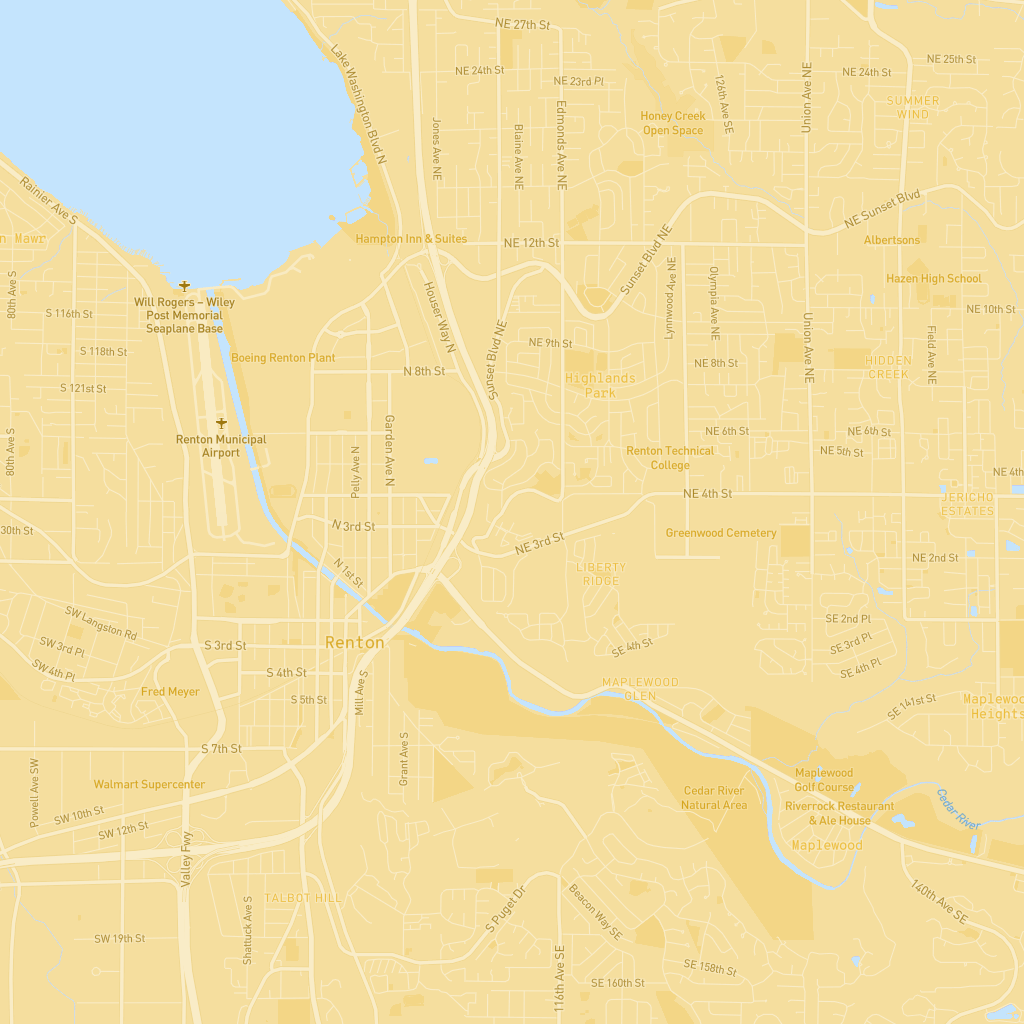 NE 27th St
Lake Washington Blvd N
NE 24th St
NE 23rd Pl
126th Ave SE
Union Ave NE
NE 24th St
NE 25th St
SUMMER
WIND
Honey Creek
Open Space
Jones Ave NE
Blaine Ave NE
Edmonds Ave NE
Rainier Ave S
n Mawr
Hampton Inn & Suites
NE 12th St
Sunset Blvd NE
NE Sunset Blvd
Albertsons
Hazen High School
80th Ave S
S 116th St
Will Rogers – Wiley
Post Memorial
Seaplane Base
Houser Way N
Sunset Blvd NE
Lynnwood Ave NE
Olympia Ave NE
NE 10th St
S 118th St
Boeing Renton Plant
NE 9th St
Union Ave NE
Field Ave NE
S 121st St
N 8th St
NE 8th St
HIDDEN
CREEK
Highlands
Park
80th Ave S
Renton Municipal
Airport
Pelly Ave N
Garden Ave N
Renton Technical
College
NE 6th St
NE 6th St
NE 5th St
NE 4th
NE 4th St
JERICHO
ESTATES
30th St
N 3rd St
NE 3rd St
Greenwood Cemetery
N 1st St
LIBERTY
RIDGE
NE 2nd St
SW Langston Rd
SW 3rd Pl
SW 4th Pl
S 3rd St
Renton
SE 4th St
SE 2nd Pl
SE 3rd Pl
SE 4th Pl
S 4th St
Fred Meyer
S 5th St
Mill Ave S
MAPLEWOOD
GLEN
SE 141st St
Maplewoo
Heights
S 7th St
Grant Ave S
Powell Ave SW
Walmart Supercenter
Cedar River
Natural Area
Maplewood
Golf Course
Riverrock Restaurant
& Ale House
Cedar River
SW 10th St
SW 12th St
Maplewood
Valley Fwy
TALBOT HILL
Shattuck Ave S
S Puget Dr
Beacon Way SE
140th Ave SE
SW 19th St
116th Ave SE
SE 158th St
SE 160th St